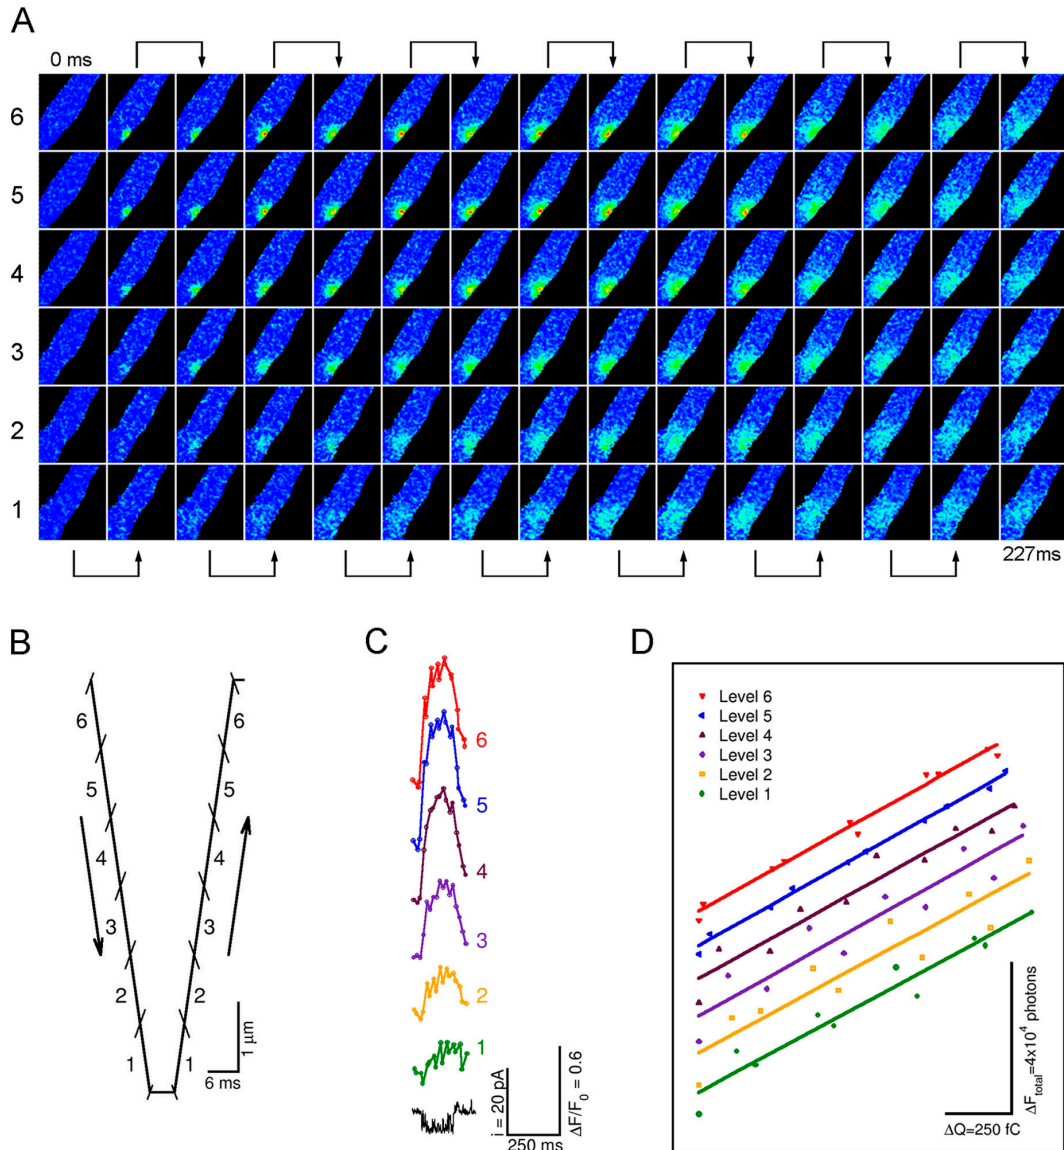 A
0 ms
6
5
4
3
2
1
227ms
B
6
5
4
3
2
1
6
5
4
3
2
1
1 μm
6 ms
C
6
5
4
3
2
1
i = 20 pA
ΔF/F0 = 0.6
250 ms
D
Level 6
Level 5
Level 4
Level 3
Level 2
Level 1
ΔFtotal=4x10⁴ photons
ΔQ=250 fC